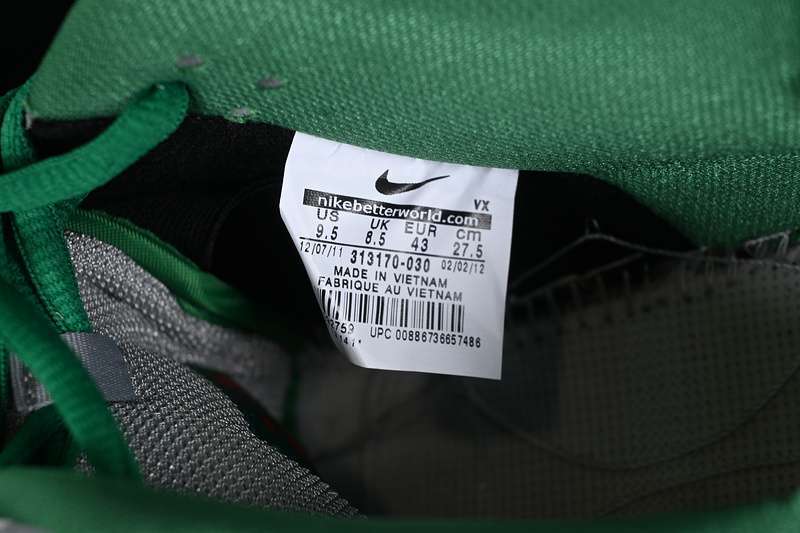 VX
nikebetterworld.com
US UK EUR cm
9.5 8.5 43 27.5
12/07/11 313170-030 02/02/12
MADE IN VIETNAM
FABRIQUE AU VIETNAM
UPC 00886736657486